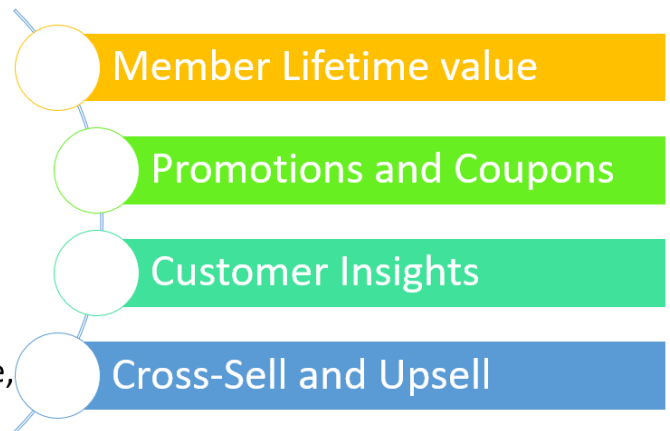 Member Lifetime value
Promotions and Coupons
Customer Insights
e,
Cross-Sell and Upsell